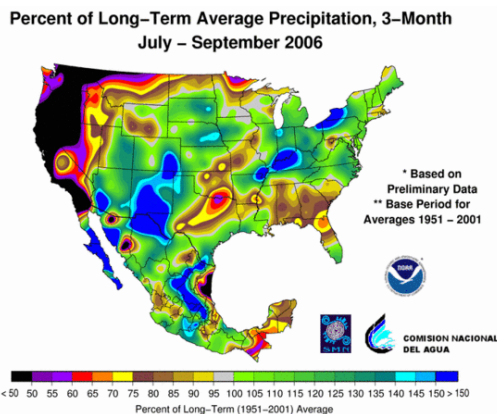 Percent of Long-Term Average Precipitation, 3-Month
July - September 2006
* Based on
Preliminary Data
** Base Period for
Averages 1951 - 2001
NOAA
SMN
COMISION NACIONAL
DEL AGUA
< 50 50 55 60 65 70 75 85 90 95 100 105 110 115 120 125 130 135 140 145 150 > 150
Percent of Long-Term (1951-2001) Average